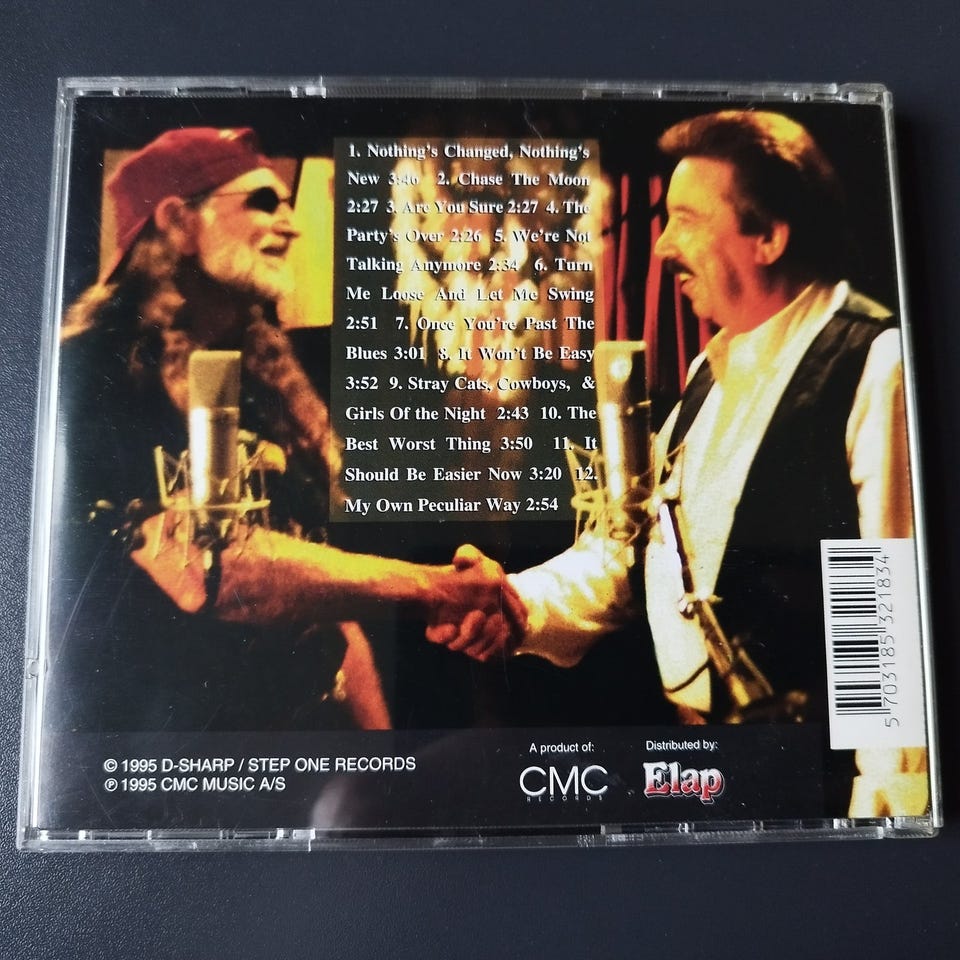 1. Nothing's Changed, Nothing's
New 3:46 2. Chase The Moon
2:27 3. Are You Sure 2:27 4. The
Party's Over 2:26 5. We're Not
Talking Anymore 2:34 6. Turn
Me Loose And Let Me Swing
2:51 7. Once You're Past The
Blues 3:01 8. It Won't Be Easy
3:52 9. Stray Cats, Cowboys, &
Girls Of the Night 2:43 10. The
Best Worst Thing 3:50 11. It
Should Be Easier Now 3:20 12.
My Own Peculiar Way 2:54
5 703185 321834
© 1995 D-SHARP / STEP ONE RECORDS
℗ 1995 CMC MUSIC A/S
A product of:
CMC
RECORDS
Distributed by:
Elap